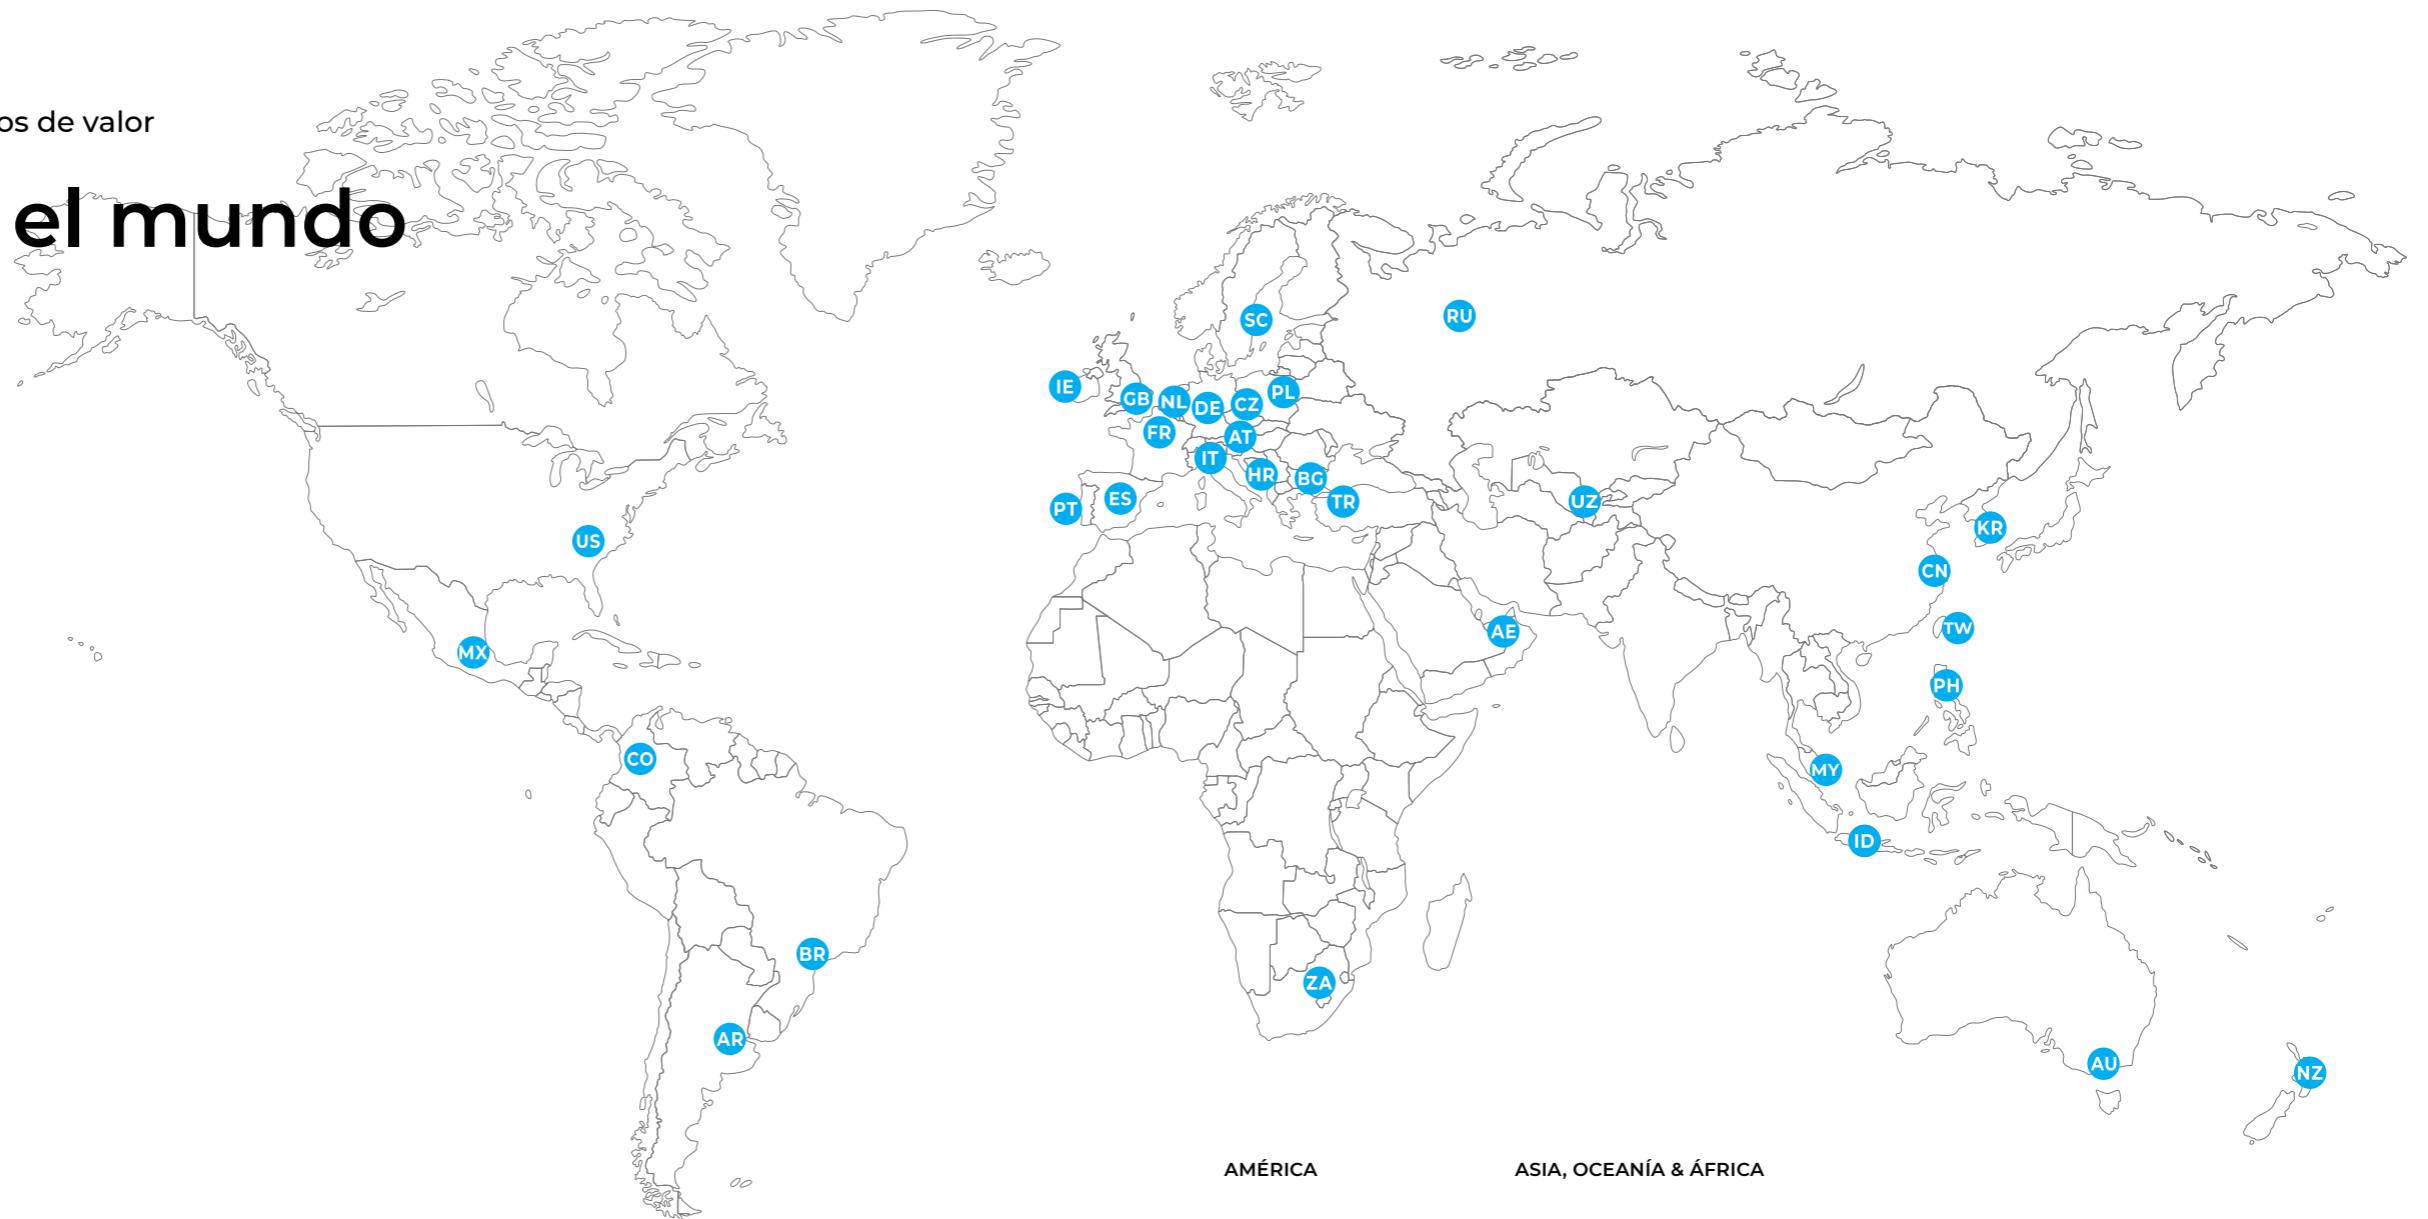 os de valor
el mundo
SC
RU
IE
GB
NL
DE
CZ
PL
FR
AT
IT
HR
BG
PT
ES
TR
UZ
US
KR
CN
MX
AE
TW
PH
CO
MY
ID
BR
ZA
AR
AU
NZ
AMÉRICA
ASIA, OCEANÍA & ÁFRICA